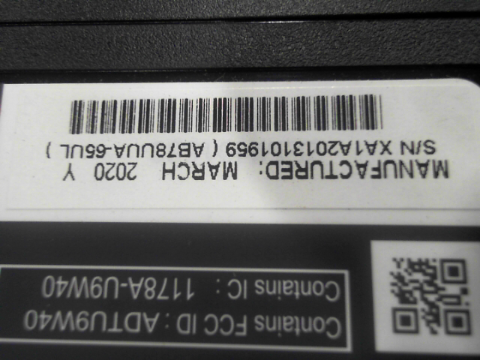 Contains FCC ID: ADTU9W40
Contains IC: 1178A-U9W40
MANUFACTURED: MARCH 2020 Y
S/N XA1A2013101959 ( AB78UUA-65UL )